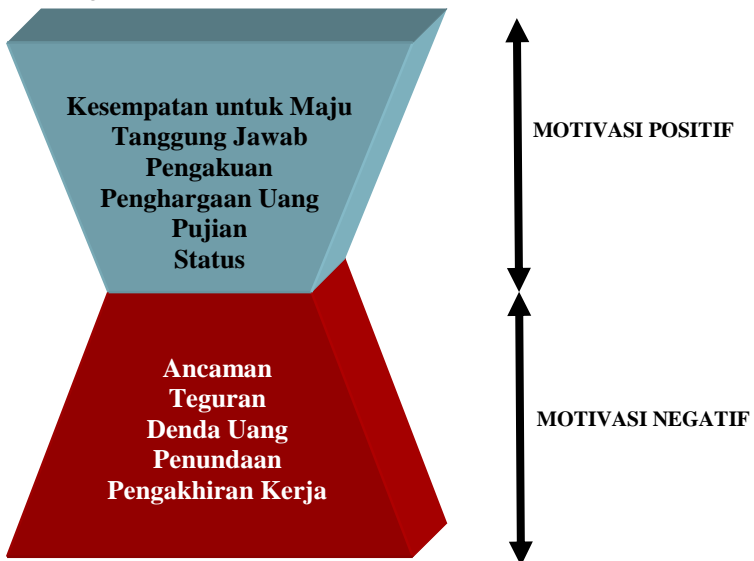 Kesempatan untuk Maju
Tanggung Jawab
Pengakuan
Penghargaan Uang
Pujian
Status
MOTIVASI POSITIF
Ancaman
Teguran
Denda Uang
Penundaan
Pengakhiran Kerja
MOTIVASI NEGATIF